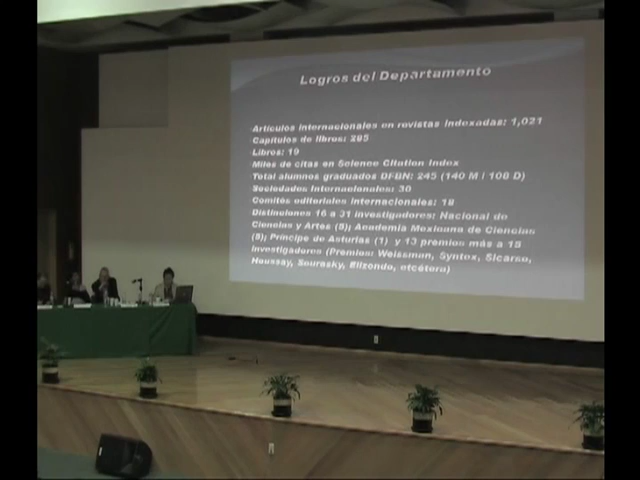 Logros del Departamento
Artículos internacionales en revistas indexadas: 1,021
Capítulos de libros: 295
Libros: 19
Miles de citas en Science Citation Index
Total alumnos graduados DFBN: 245 (140 M / 108 D)
Sociedades Internacionales: 30
Comités editoriales internacionales: 18
Distinciones 16 a 31 investigadores: Nacional de
Ciencias y Artes (5); Academia Mexicana de Ciencias
(5); Príncipe de Asturias (1) y 13 premios más a 15
investigadores (Premios: Weissman, Syntex, Sicarso,
Houssay, Sourasky, Elizondo, etcétera)